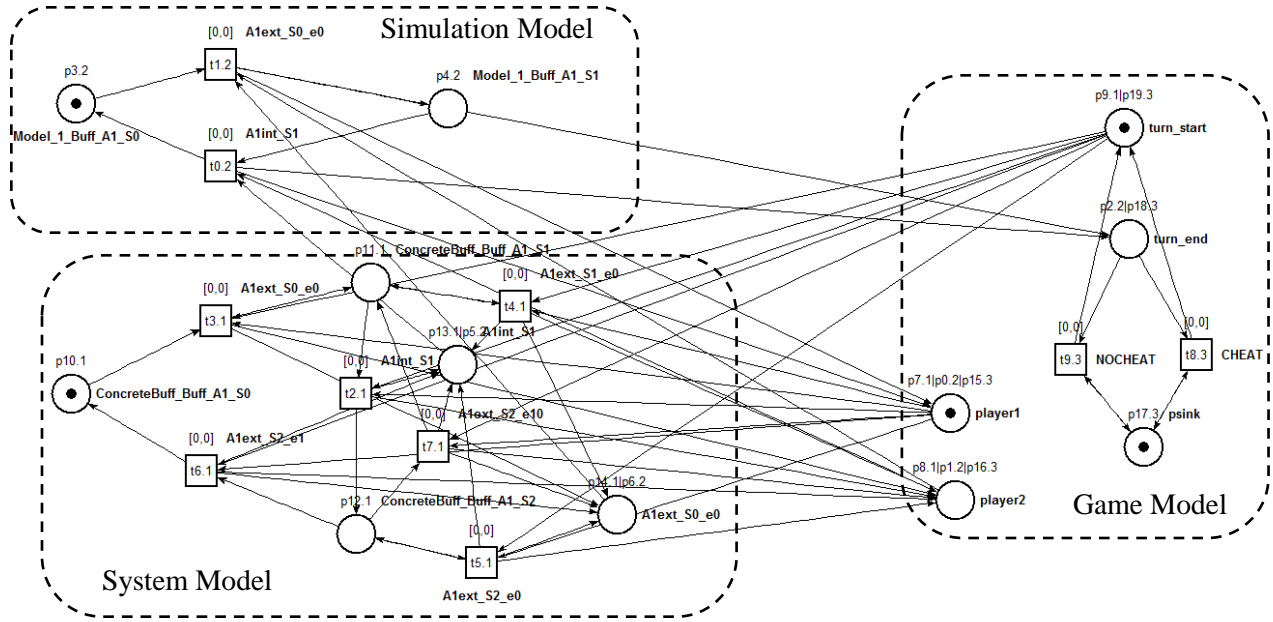 Simulation Model
[0,0] A1ext_S0_e0
t1.2
p3.2
Model_1_Buff_A1_S0
p4.2 Model_1_Buff_A1_S1
[0,0] A1int_S1
t0.2
p9.1|p19.3
turn_start
p2.2|p18.3
turn_end
[0,0]
t9.3 NOCHEAT
[0,0]
t8.3 CHEAT
p17.3 psink
p7.1|p0.2|p15.3
player1
p8.1|p1.2|p16.3
player2
Game Model
p11.1 ConcreteBuff_Buff_A1_S1
[0,0] A1ext_S0_e0
t3.1
[0,0] A1ext_S1_e0
t4.1
p13.1|p5.2 A1int_S1
p10.1
ConcreteBuff_Buff_A1_S0
[0,0] A1int_S1
t2.1
[0,0] A1ext_S2_e10
t7.1
[0,0] A1ext_S2_e1
t6.1
p12.1 ConcreteBuff_Buff_A1_S2
p14.1|p6.2
A1ext_S0_e0
[0,0]
t5.1
A1ext_S2_e0
System Model